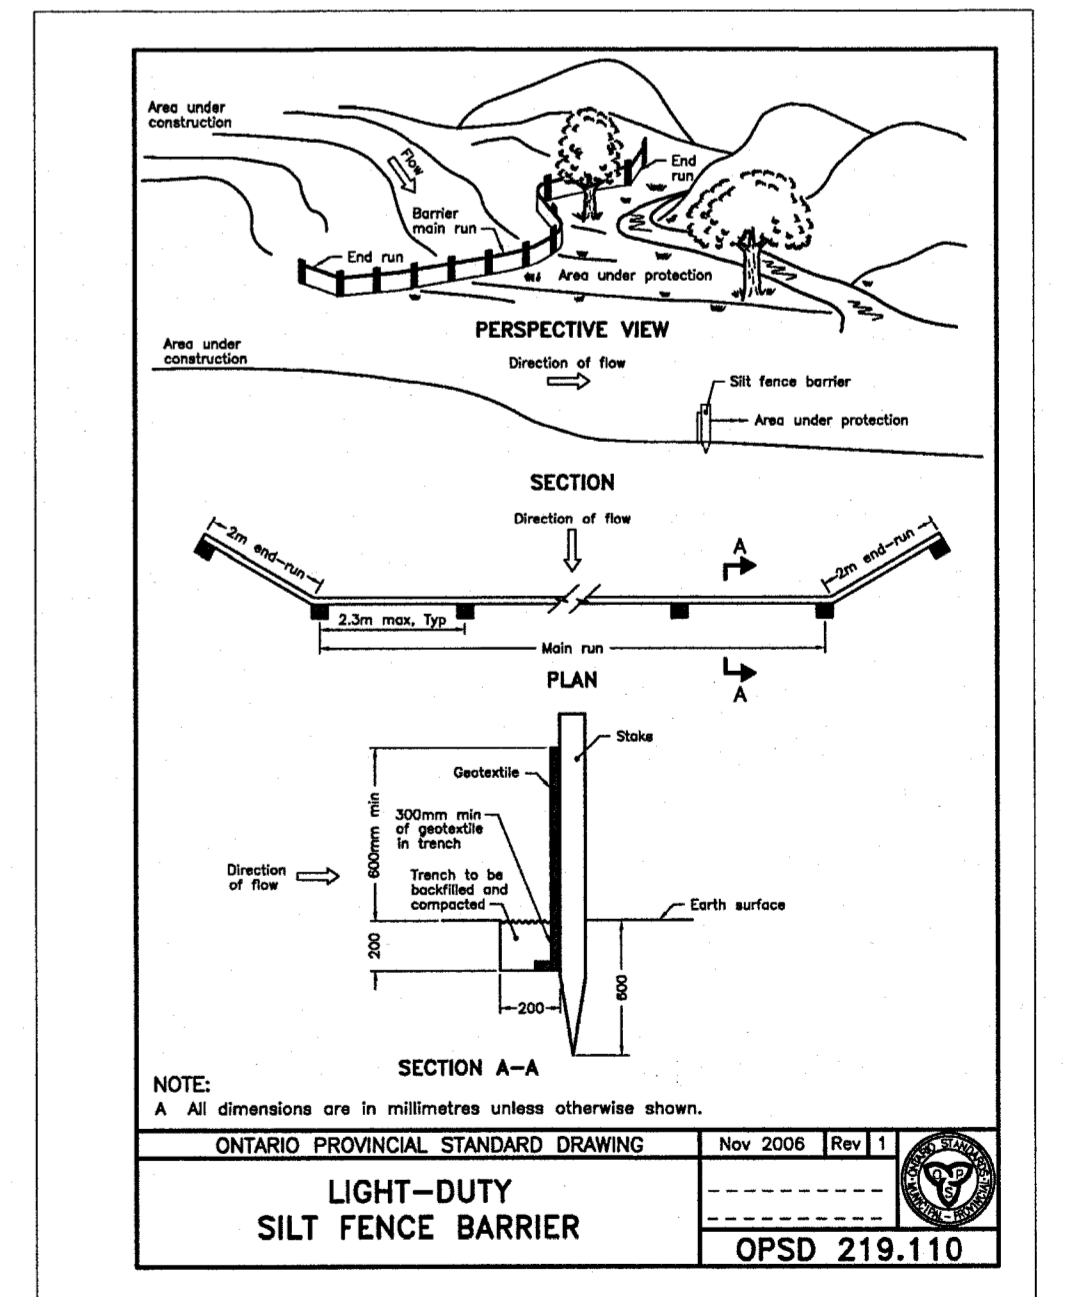 Area under
construction
Flow
End
run
Barrier
main run
End run
Area under protection
PERSPECTIVE VIEW
Area under
construction
Direction of flow
Silt fence barrier
Area under protection
SECTION
Direction of flow
2m end-run
A
2m end-run
2.3m max, Typ
Main run
A
PLAN
Stake
Geotextile
600mm min
300mm min
of geotextile
in trench
Direction
of flow
Trench to be
backfilled and
compacted
Earth surface
200
600
200
SECTION A-A
NOTE:
A All dimensions are in millimetres unless otherwise shown.
ONTARIO PROVINCIAL STANDARD DRAWING
Nov 2006
Rev 1
LIGHT-DUTY
SILT FENCE BARRIER
ONTARIO STANDARDS
MUNICIPAL - PROVINCIAL
O P
S
OPSD 219.110